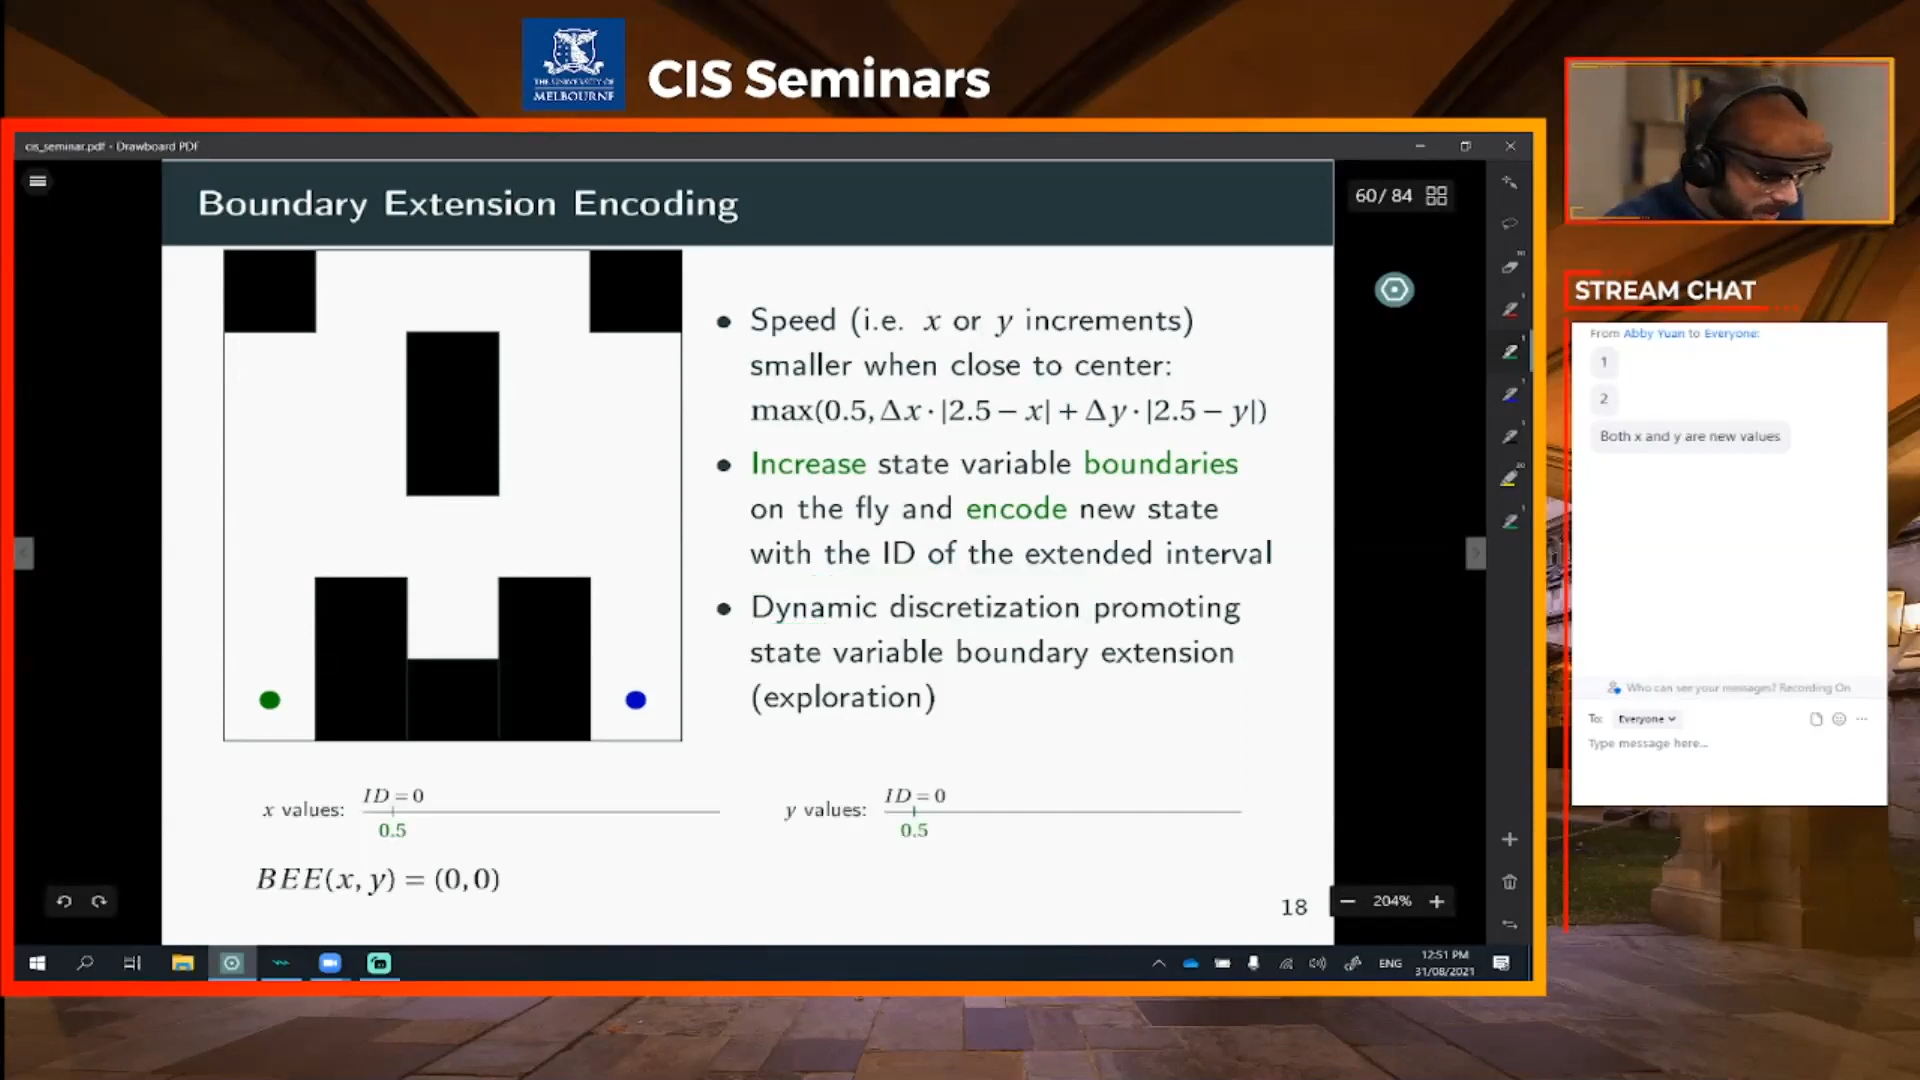 THE UNIVERSITY OF
MELBOURNE
CIS Seminars
cis_seminar.pdf - Drawboard PDF
Boundary Extension Encoding
60/ 84
• Speed (i.e. x or y increments)
smaller when close to center:
max(0.5, Δx · |2.5 − x| + Δy · |2.5 − y|)
• Increase state variable boundaries
on the fly and encode new state
with the ID of the extended interval
• Dynamic discretization promoting
state variable boundary extension
(exploration)
x values:
ID = 0
0.5
y values:
ID = 0
0.5
BEE(x, y) = (0, 0)
18
204%
ENG
12:51 PM
31/08/2021
STREAM CHAT
From Abby Yuan to Everyone:
1
2
Both x and y are new values
Who can see your messages? Recording On
To: Everyone
Type message here...